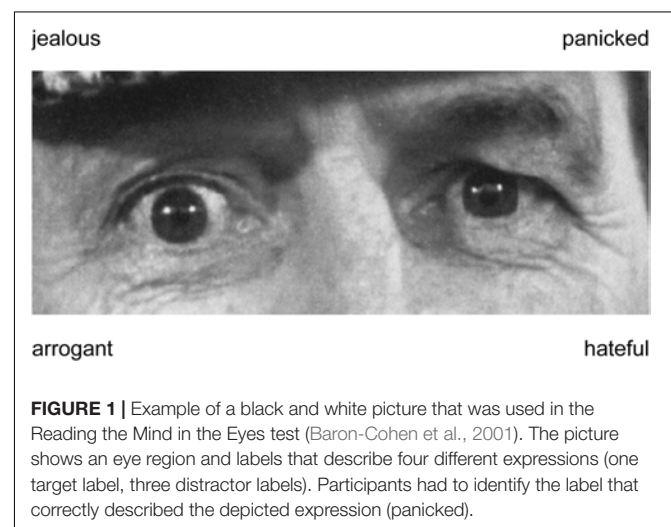 jealous panicked
arrogant hateful
FIGURE 1 | Example of a black and white picture that was used in the
Reading the Mind in the Eyes test (Baron-Cohen et al., 2001). The picture
shows an eye region and labels that describe four different expressions (one
target label, three distractor labels). Participants had to identify the label that
correctly described the depicted expression (panicked).